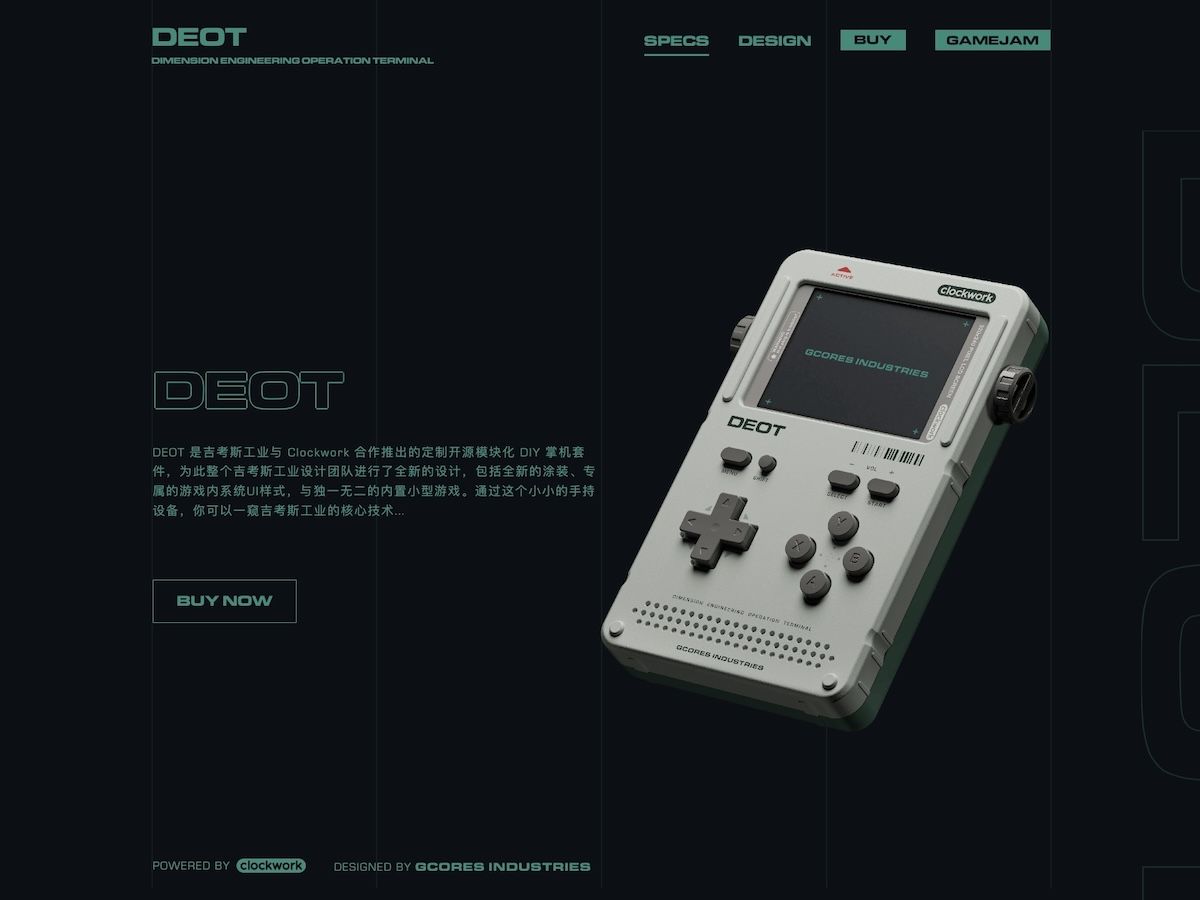 DEOT
DIMENSION ENGINEERING OPERATION TERMINAL
SPECS
DESIGN
BUY
GAMEJAM
ACTIVE
clockwork
GCORES INDUSTRIES
clockwork
DEOT
VOL
MENU
SHIFT
SELECT
START
Y
X
B
A
DIMENSION ENGINEERING OPERATION TERMINAL
GCORES INDUSTRIES
DEOT
DEOT 是吉考斯工业与 Clockwork 合作推出的定制开源模块化 DIY 掌机套
件，为此整个吉考斯工业设计团队进行了全新的设计，包括全新的涂装、专
属的游戏内系统UI样式，与独一无二的内置小型游戏。通过这个小小的手持
设备，你可以一窥吉考斯工业的核心技术...
BUY NOW
POWERED BY clockwork
DESIGNED BY GCORES INDUSTRIES